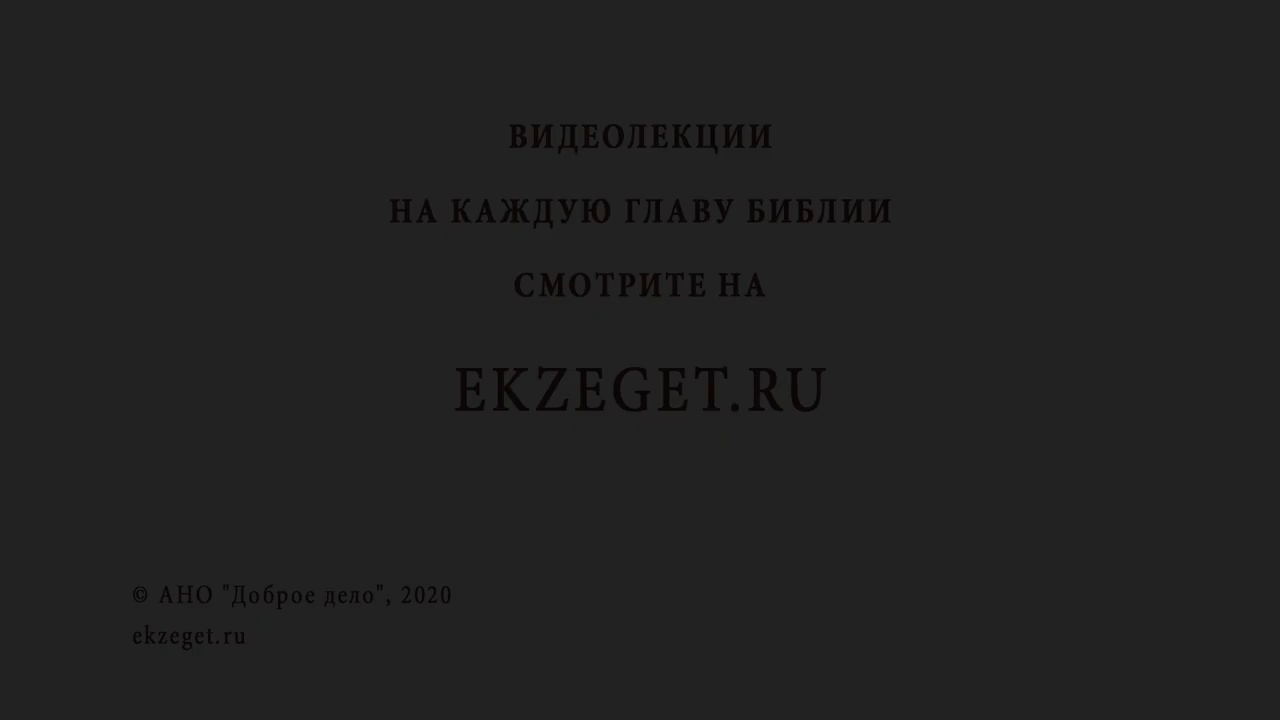 ВИДЕОЛЕКЦИИ
НА КАЖДУЮ ГЛАВУ БИБЛИИ
СМОТРИТЕ НА
EKZEGET.RU
© АНО "Доброе дело", 2020
ekzeget.ru